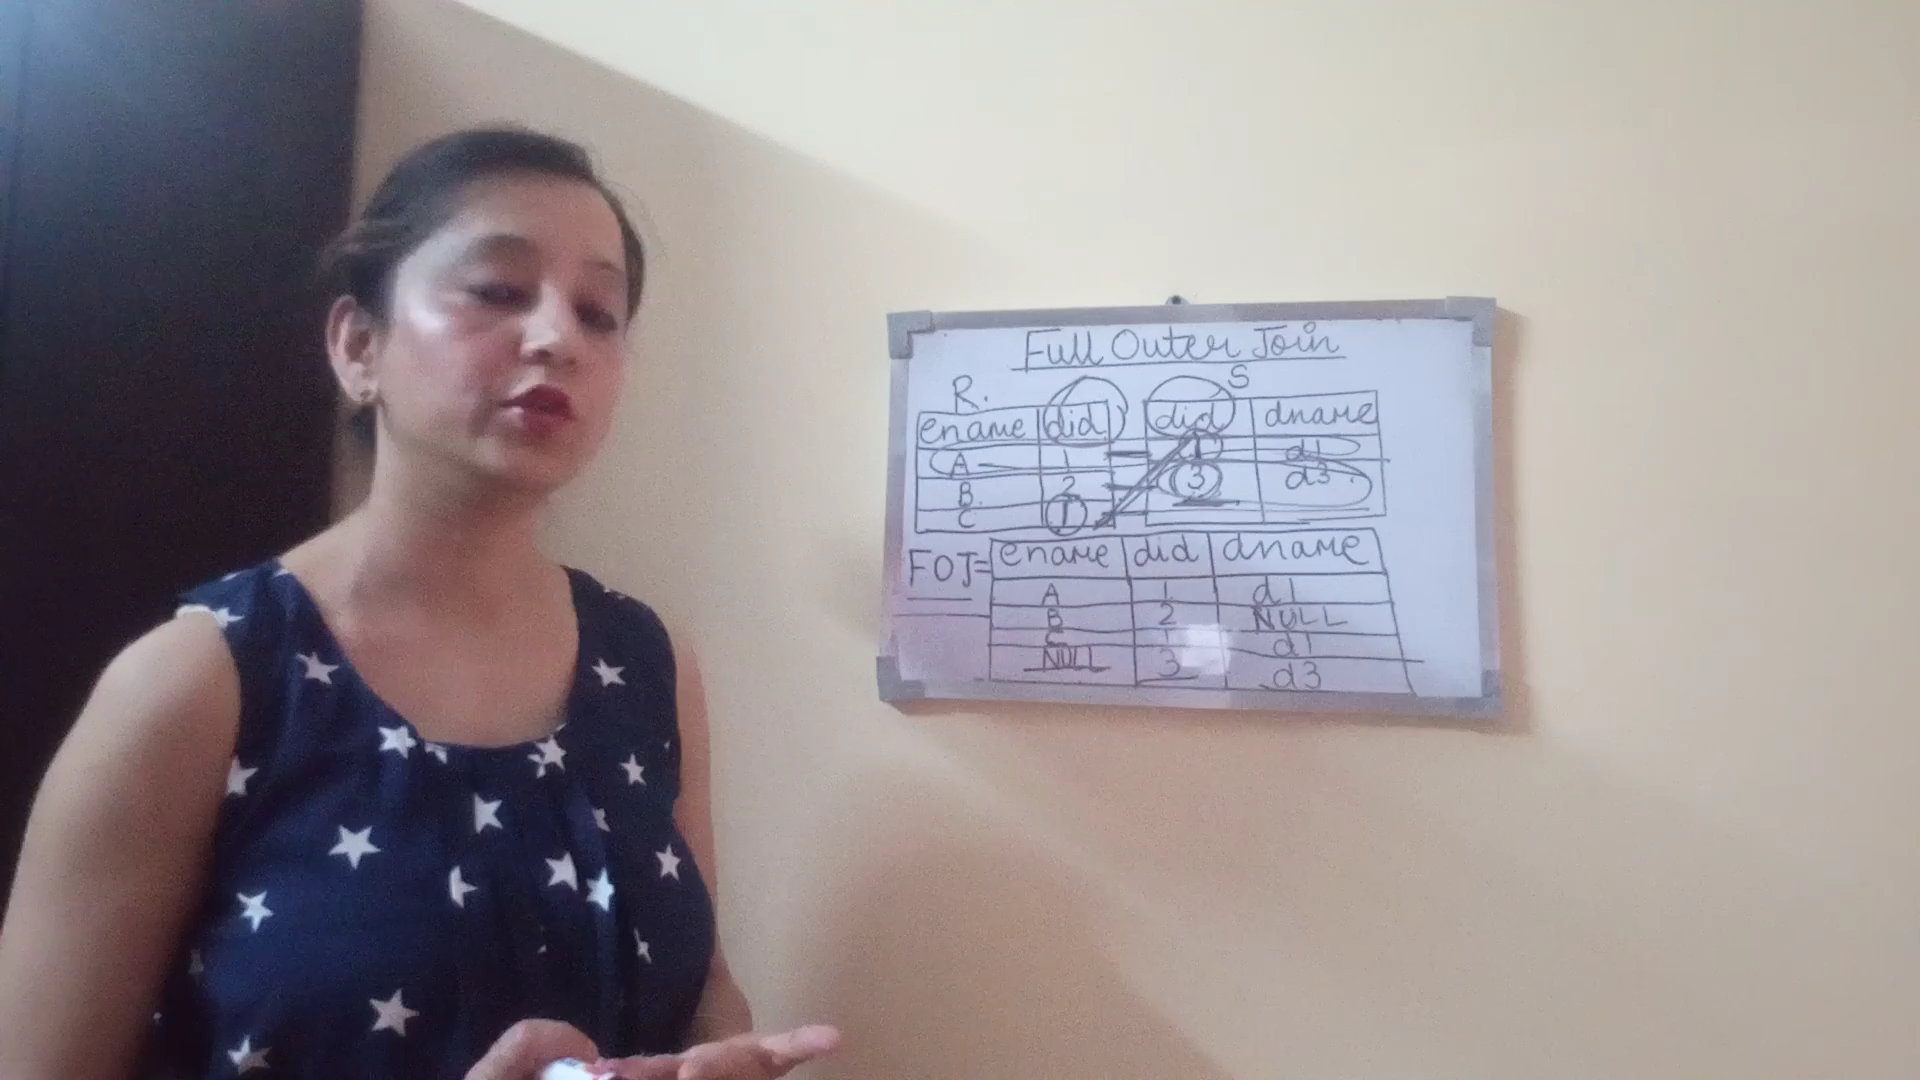 Full Outer Join
R. S
ename did did dname
A 1 1 d1
B. 2 3 d3.
C 1
FOJ= ename did dname
A 1 d1
B 2 NULL
C 1 d1
NULL 3 d3